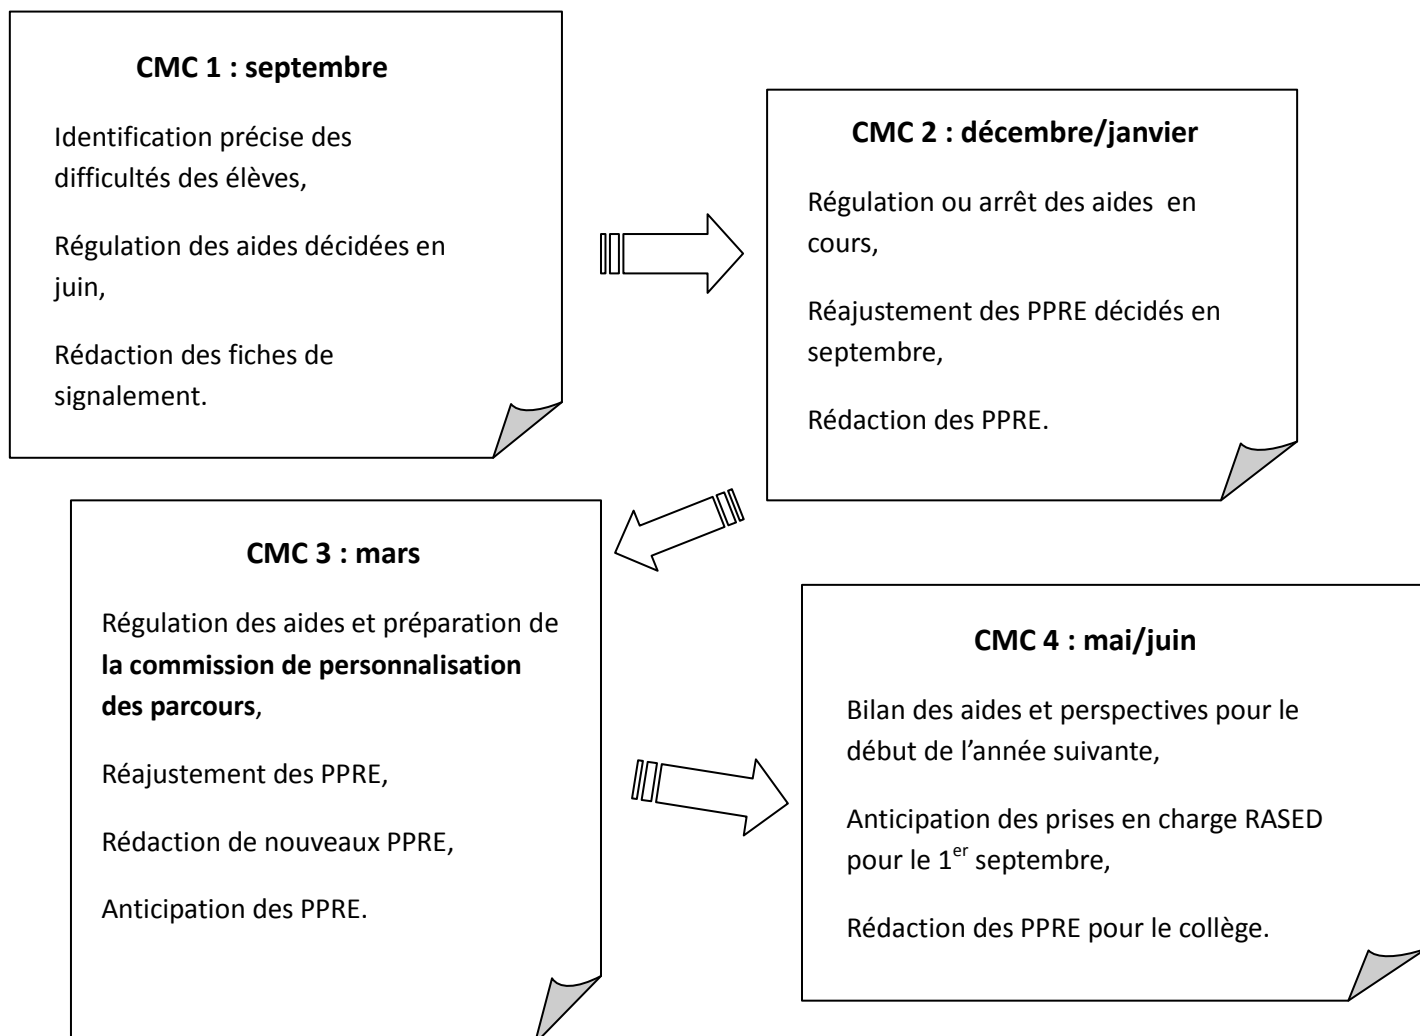 CMC 1 : septembre
Identification précise des
difficultés des élèves,
Régulation des aides décidées en
juin,
Rédaction des fiches de
signalement.
CMC 2 : décembre/janvier
Régulation ou arrêt des aides  en
cours,
Réajustement des PPRE décidés en
septembre,
Rédaction des PPRE.
CMC 3 : mars
Régulation des aides et préparation de
la commission de personnalisation
des parcours,
Réajustement des PPRE,
Rédaction de nouveaux PPRE,
Anticipation des PPRE.
CMC 4 : mai/juin
Bilan des aides et perspectives pour le
début de l’année suivante,
Anticipation des prises en charge RASED
pour le 1er septembre,
Rédaction des PPRE pour le collège.